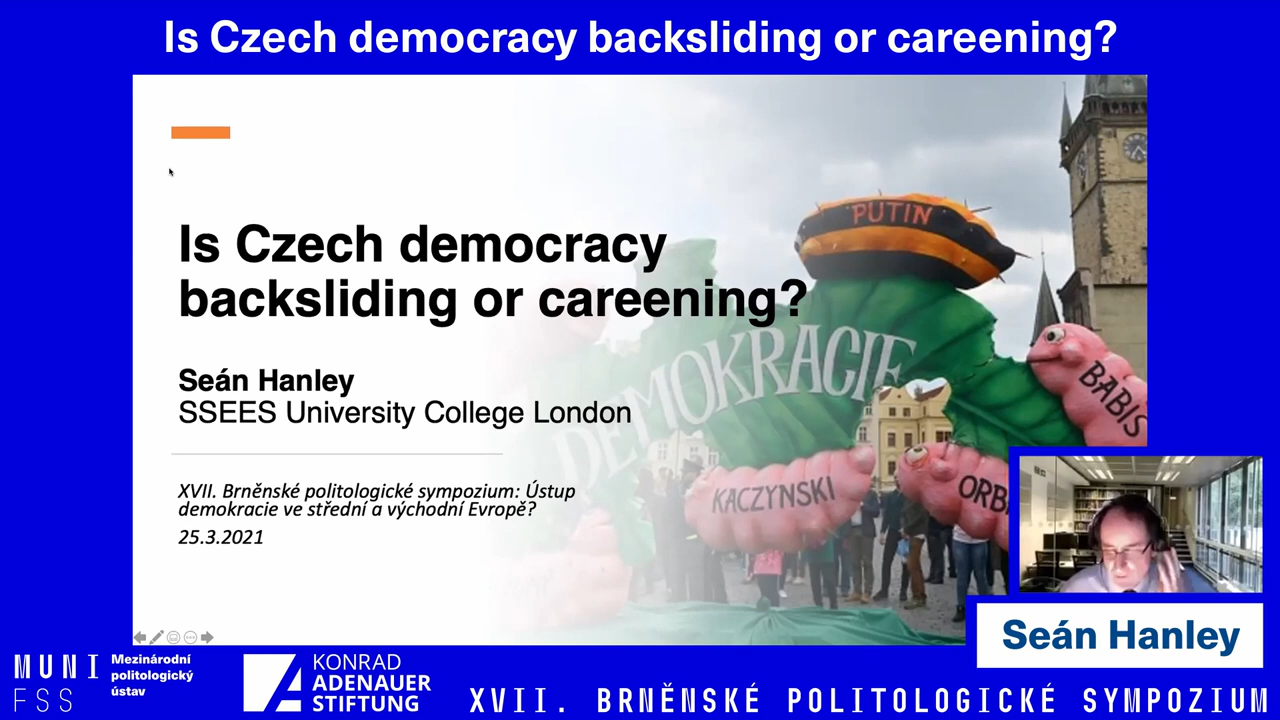 Is Czech democracy backsliding or careening?
Is Czech democracy
backsliding or careening?
Seán Hanley
SSEES University College London
XVII. Brněnské politologické sympozium: Ústup
demokracie ve střední a východní Evropě?
25.3.2021
PUTIN
DEMOKRACIE
BABIS
KACZYNSKI
ORB
Seán Hanley
MUNI
FSS
Mezinárodní
politologický
ústav
KONRAD
ADENAUER
STIFTUNG
XVII. BRNĚNSKÉ POLITOLOGICKÉ SYMPOZIUM